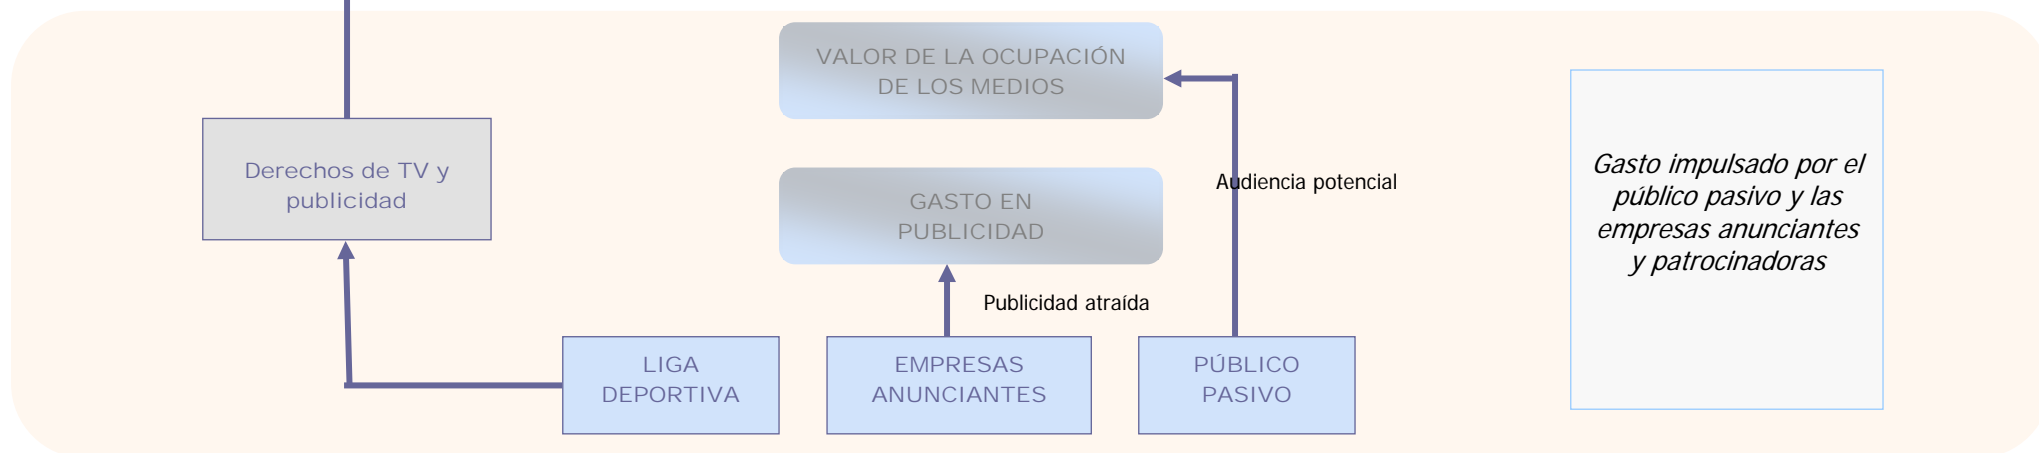 VALOR DE LA OCUPACIÓN
DE LOS MEDIOS
Derechos de TV y
publicidad
GASTO EN
PUBLICIDAD
Audiencia potencial
Gasto impulsado por el
público pasivo y las
empresas anunciantes
y patrocinadoras
Publicidad atraída
LIGA
DEPORTIVA
EMPRESAS
ANUNCIANTES
PÚBLICO
PASIVO